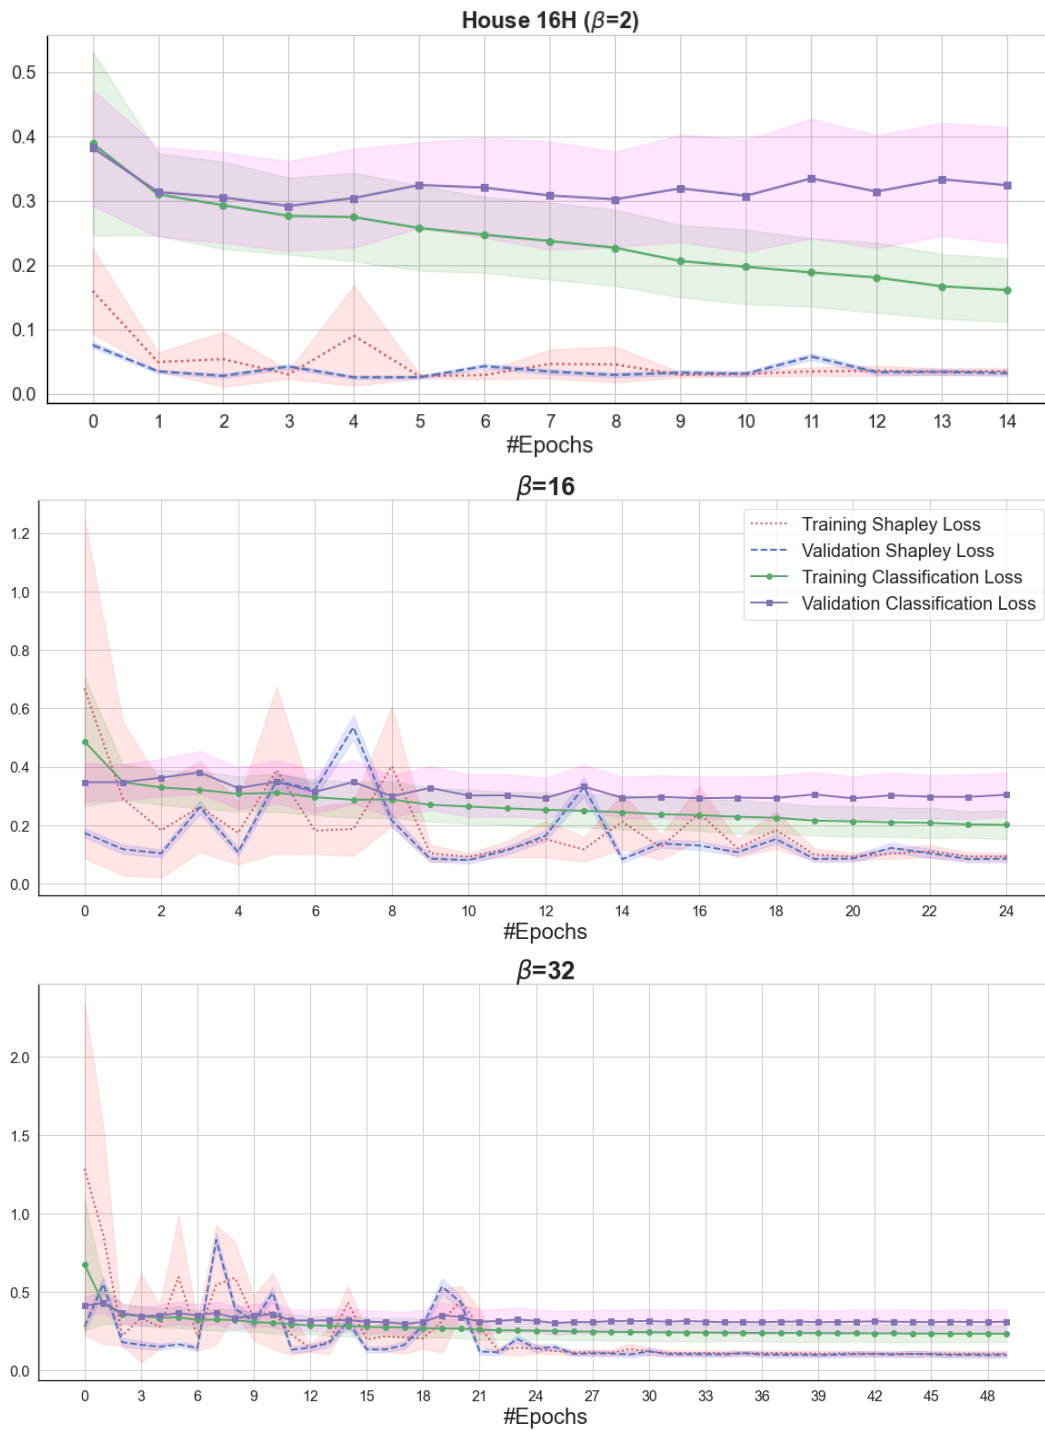 House 16H (β=2)
0.5
0.4
0.3
0.2
0.1
0.0
0 1 2 3 4 5 6 7 8 9 10 11 12 13 14
#Epochs
β=16
1.2
1.0
0.8
0.6
0.4
0.2
0.0
Training Shapley Loss
Validation Shapley Loss
Training Classification Loss
Validation Classification Loss
0 2 4 6 8 10 12 14 16 18 20 22 24
#Epochs
β=32
2.0
1.5
1.0
0.5
0.0
0 3 6 9 12 15 18 21 24 27 30 33 36 39 42 45 48
#Epochs